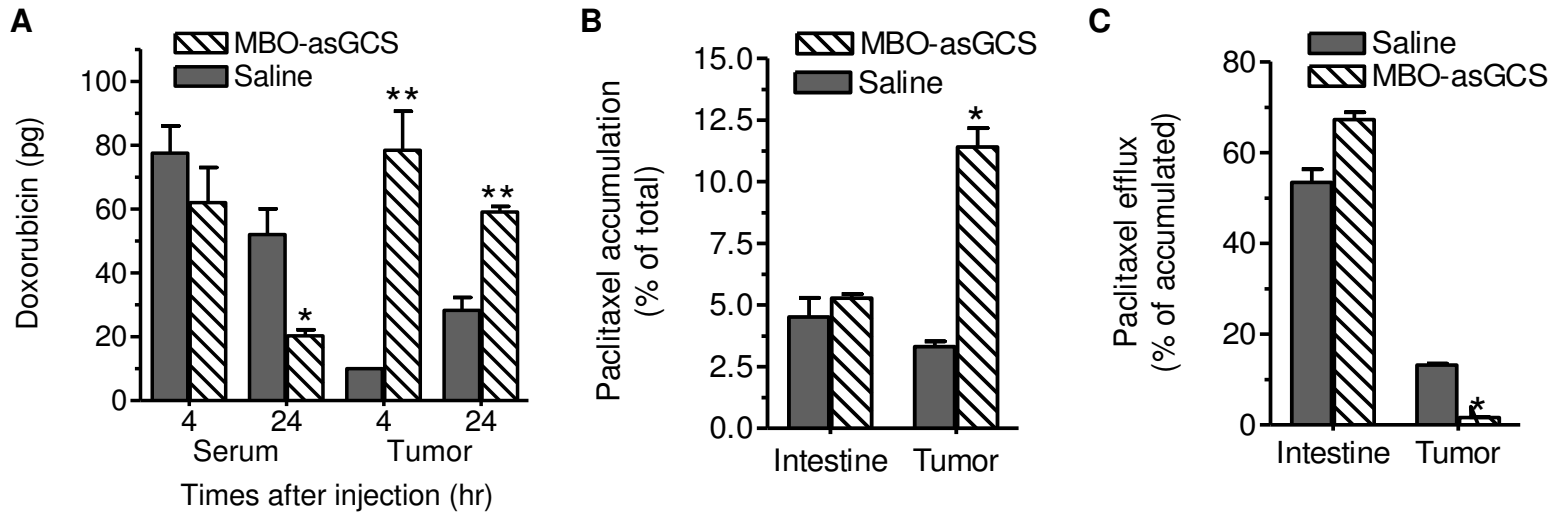 A
MBO-asGCS
Saline
Doxorubicin (pg)
100
80
60
40
20
0
**
*
**
4 24 4 24
Serum Tumor
Times after injection (hr)
B
MBO-asGCS
Saline
Paclitaxel accumulation
(% of total)
15.0
12.5
10.0
7.5
5.0
2.5
0.0
*
Intestine Tumor
C
Saline
MBO-asGCS
Paclitaxel efflux
(% of accumulated)
80
60
40
20
0
*
Intestine Tumor